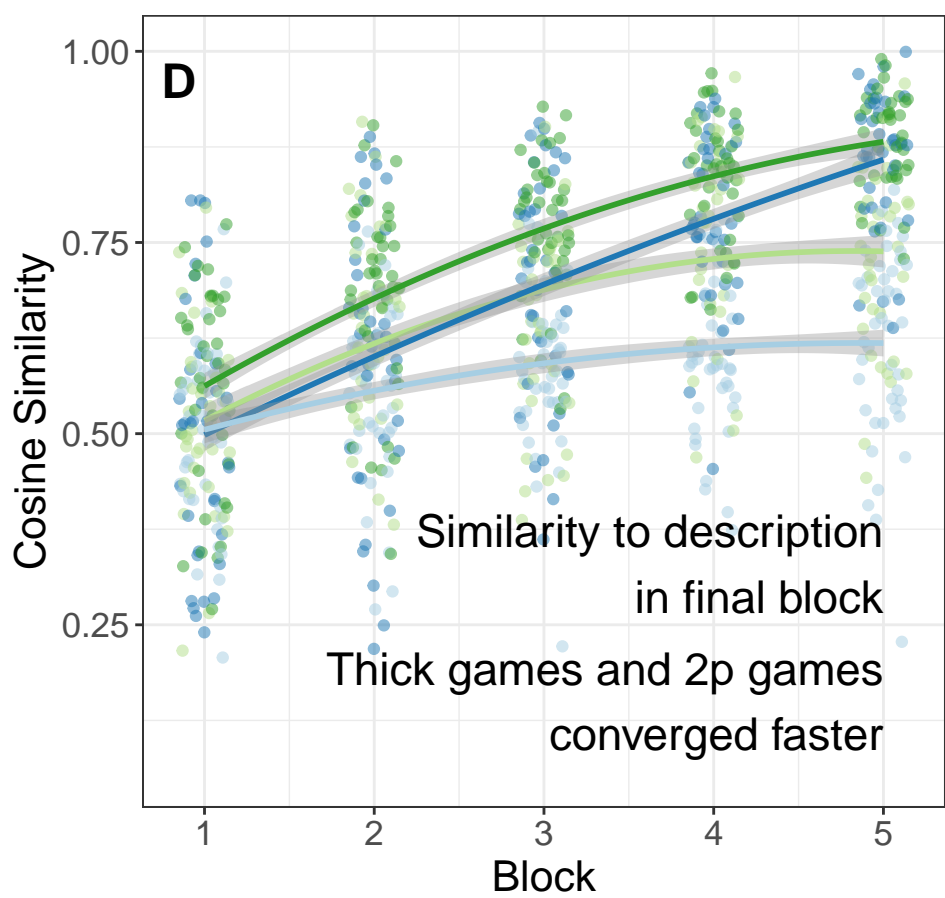 D
1.00
0.75
0.50
0.25
Cosine Similarity
Similarity to description
in final block
Thick games and 2p games
converged faster
1 2 3 4 5
Block